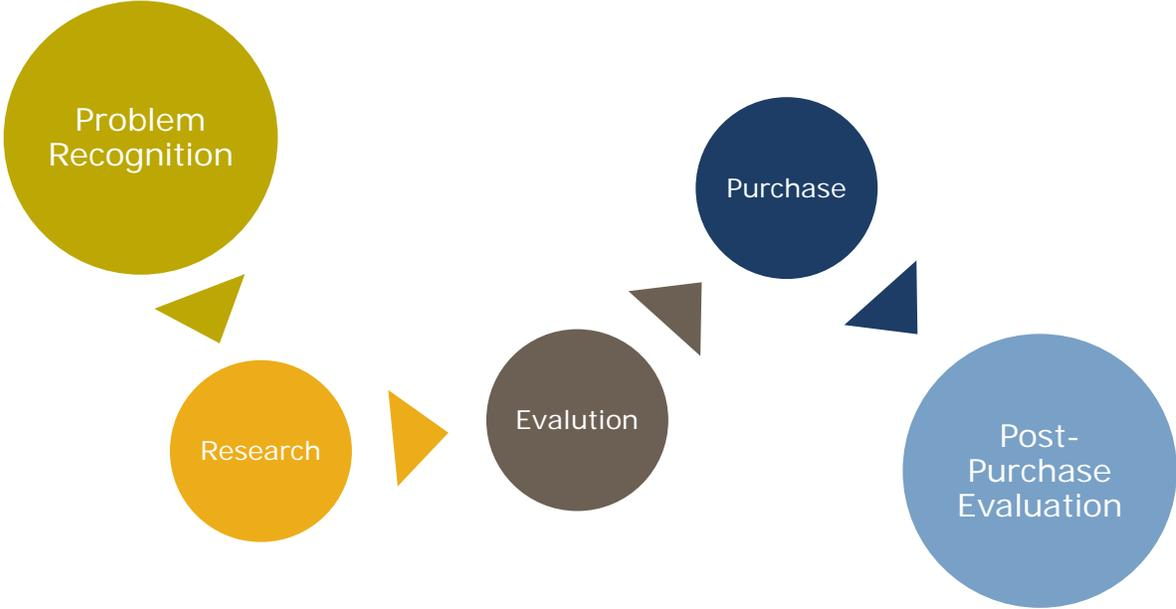 Problem
Recognition
Research
Evalution
Purchase
Post-
Purchase
Evaluation